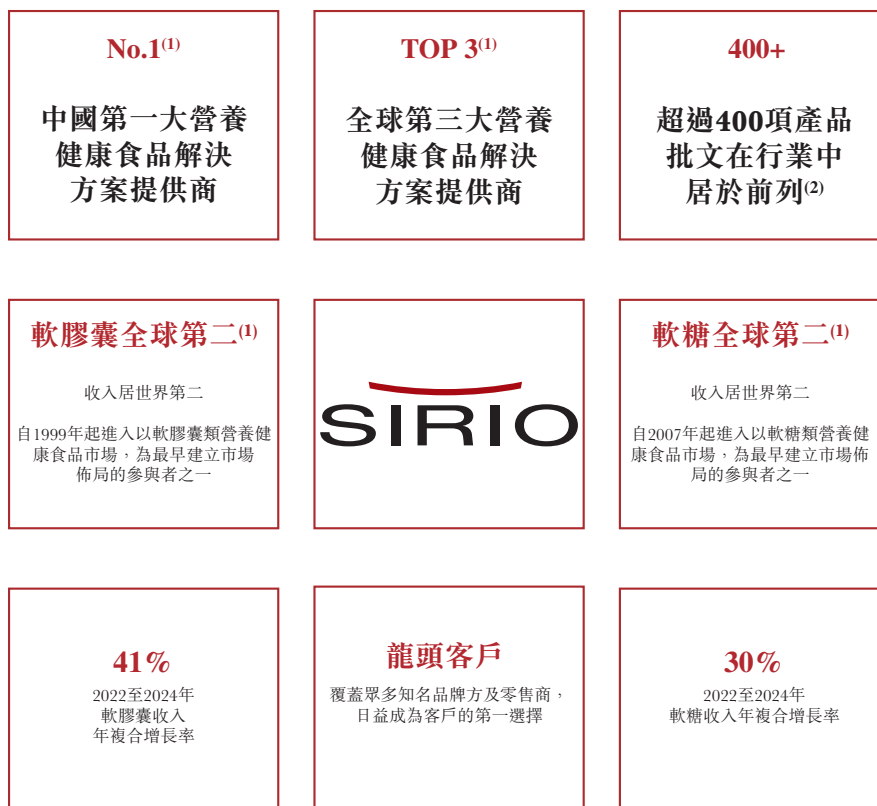 No.1(1)
中國第一大營養
健康食品解決
方案提供商
TOP 3(1)
全球第三大營養
健康食品解決
方案提供商
400+
超過400項產品
批文在行業中
居於前列(2)
軟膠囊全球第二(1)
收入居世界第二
自1999年起進入以軟膠囊類營養健
康食品市場，為最早建立市場
佈局的參與者之一
SIRIO
軟糖全球第二(1)
收入居世界第二
自2007年起進入以軟糖類營養健
康食品市場，為最早建立市場佈
局的參與者之一
41%
2022至2024年
軟膠囊收入
年複合增長率
龍頭客戶
覆蓋眾多知名品牌方及零售商，
日益成為客戶的第一選擇
30%
2022至2024年
軟糖收入年複合增長率